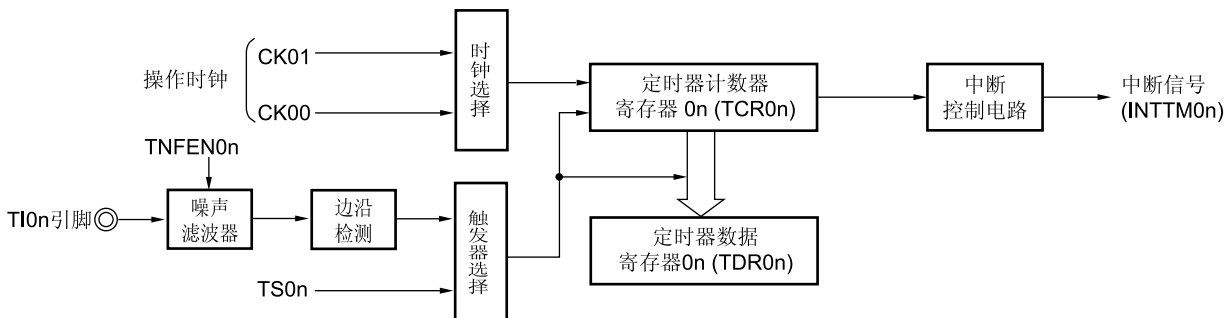 操作时钟
CK01
CK00
时钟选择
定时器计数器
寄存器 0n (TCR0n)
中断
控制电路
中断信号
(INTTM0n)
TNFEN0n
TI0n引脚
噪声
滤波器
边沿
检测
触发器选择
TS0n
定时器数据
寄存器0n (TDR0n)